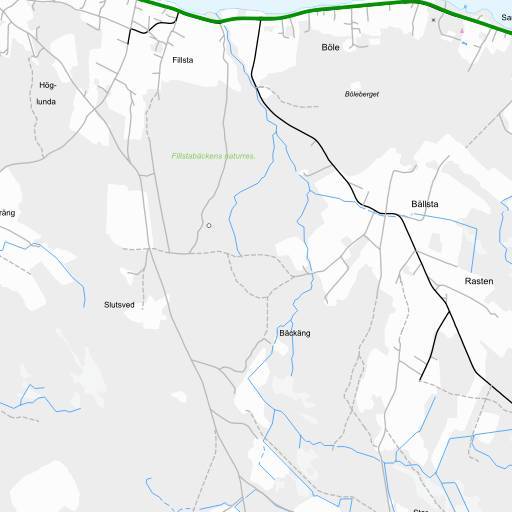 Böle
Fillsta
Hög-
lunda
Böleberget
Fillstabäckens naturres.
Bällsta
Rasten
Slutsved
Bäckäng